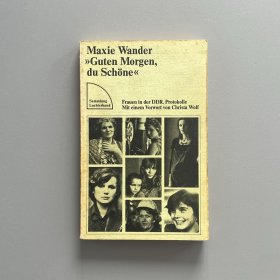 Maxie Wander
»Guten Morgen,
du Schöne«
Sammlung
Luchterhand
Frauen in der DDR. Protokolle
Mit einem Vorwort von Christa Wolf